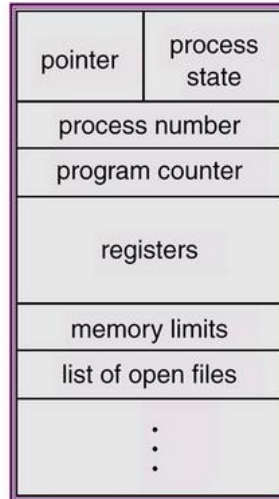 pointer
process
state
process number
program counter
registers
memory limits
list of open files